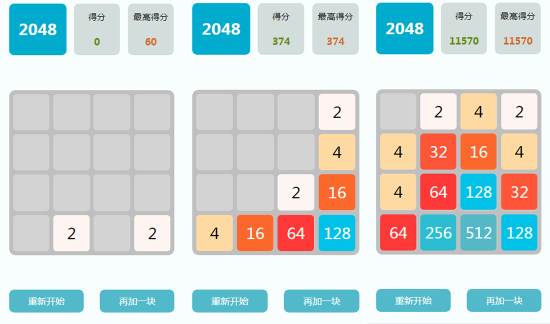 2048 得分 0 最高得分 60
2 2
重新开始 再加一块
2048 得分 374 最高得分 374
2
4
2 16
4 16 64 128
重新开始 再加一块
2048 得分 11570 最高得分 11570
2 4 2
4 32 16 4
4 64 128 32
64 256 512 128
重新开始 再加一块